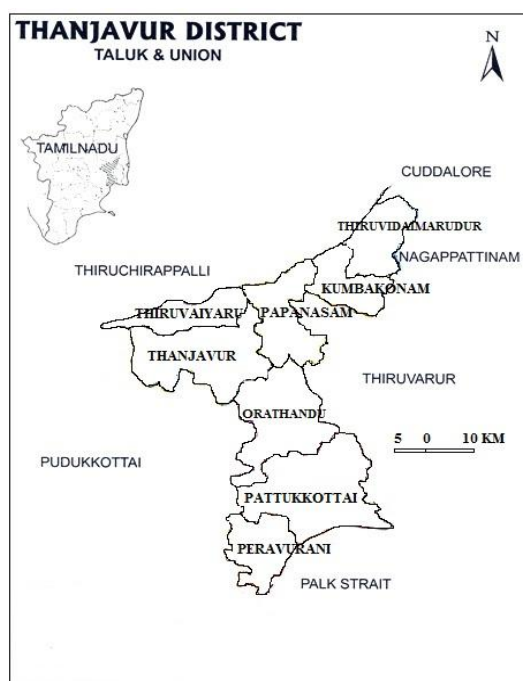 THANJAVUR DISTRICT
TALUK & UNION
N
TAMILNADU
CUDDALORE
THIRUVIDAIMARUDUR
NAGAPPATINAM
THIRUCHIRAPPALLI
KUMBAKONAM
THIRUVAIYARU
PAPANASAM
THANJAVUR
THIRUVARUR
ORATHANDU
5 0 10 KM
PUDUKKOTTAI
PATTUKKOTTAI
PERAVURANI
PALK STRAIT